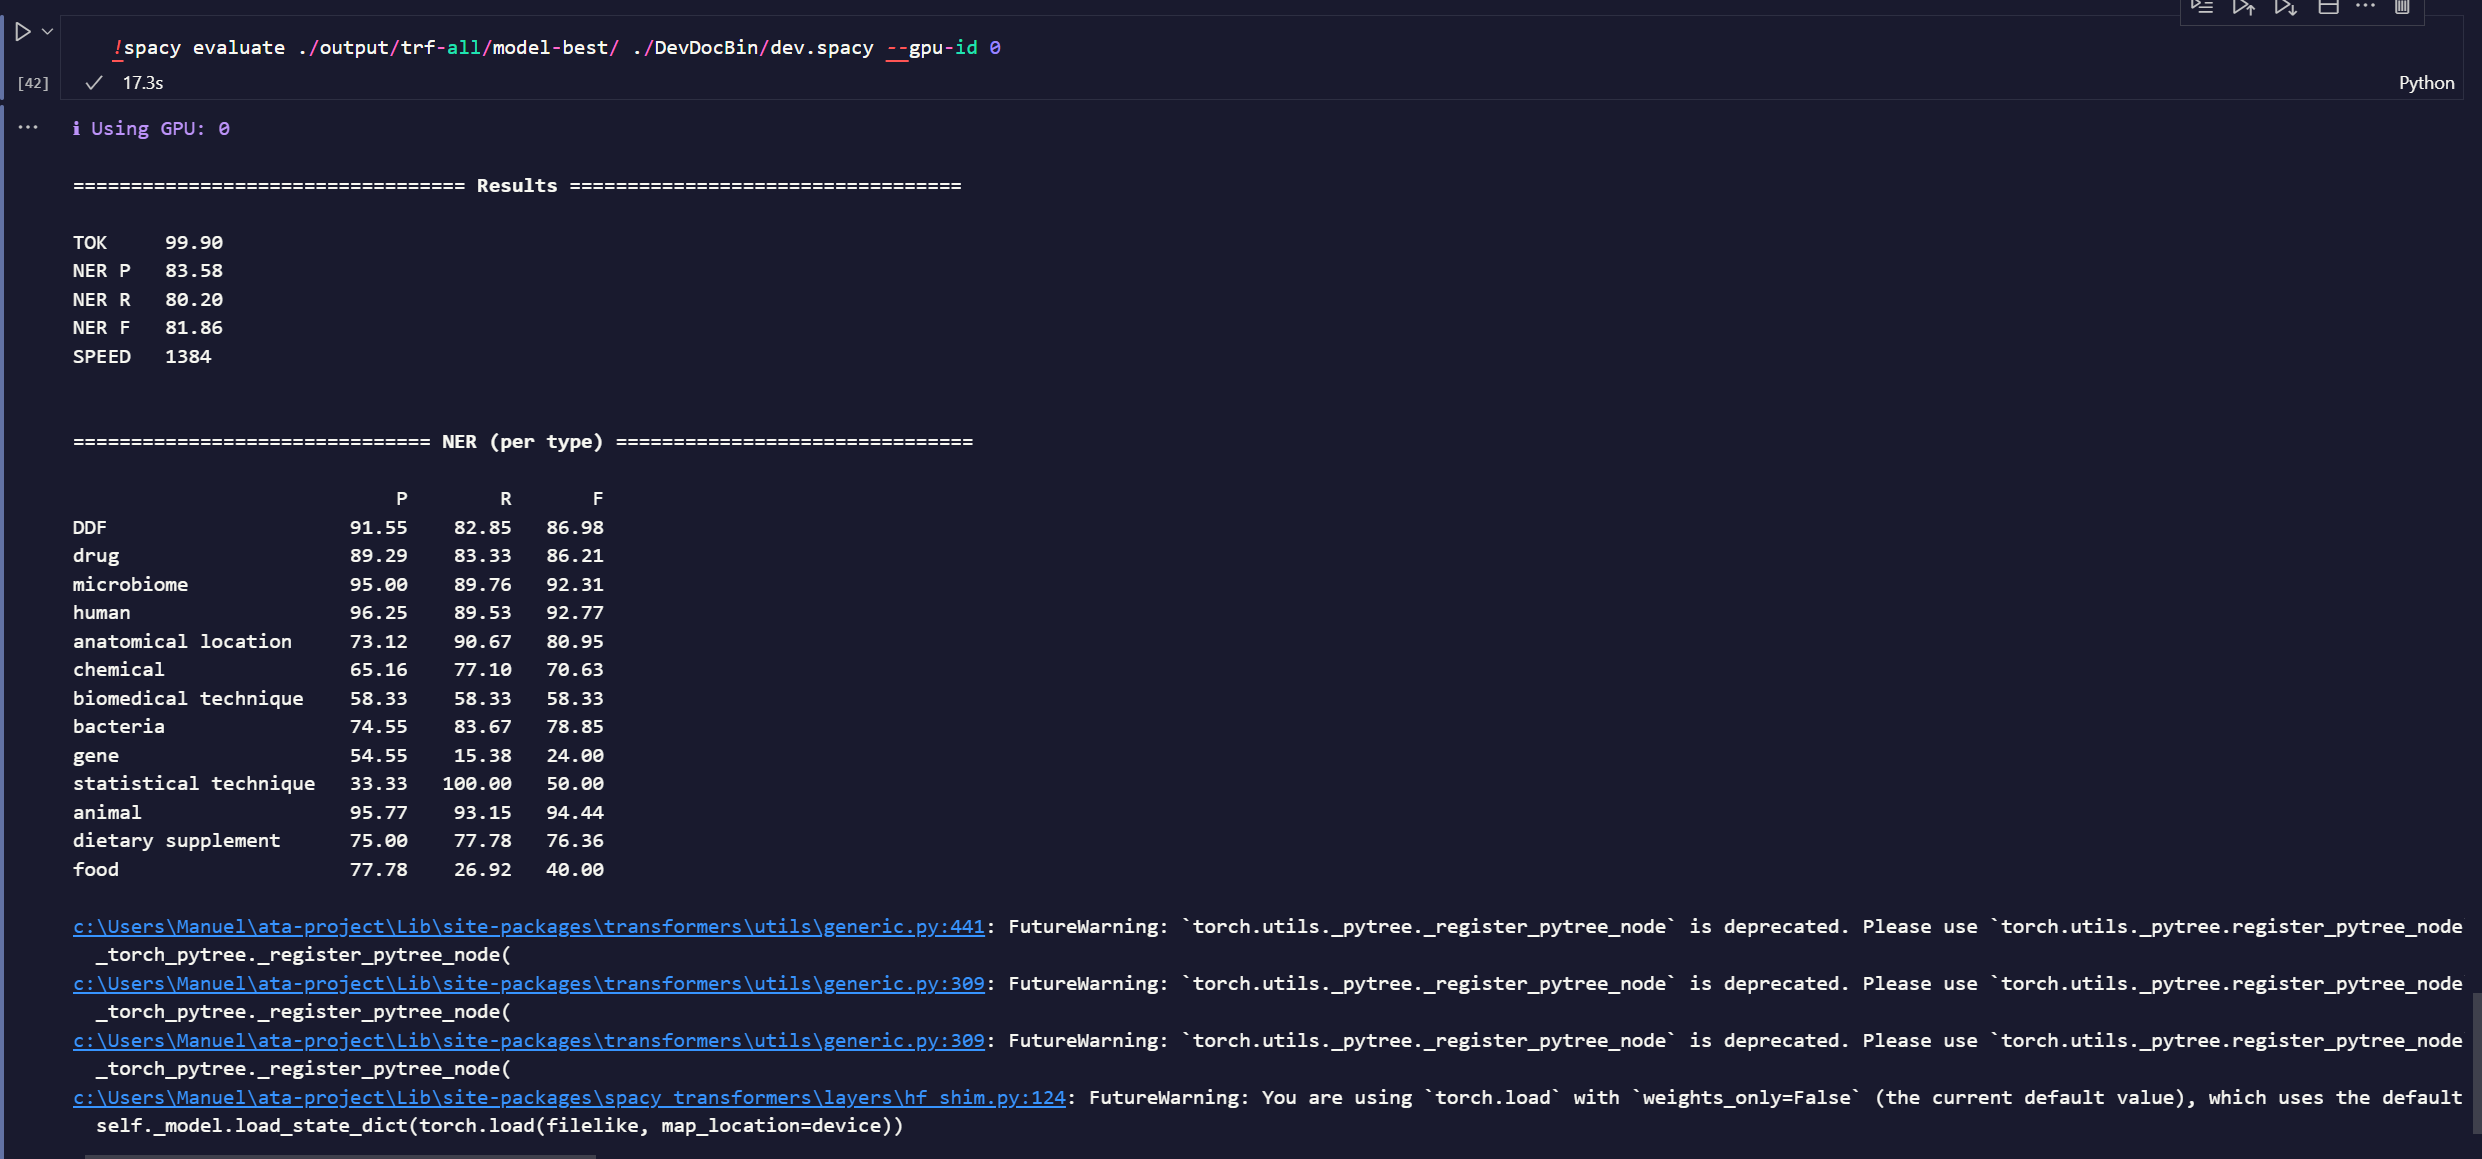 !spacy evaluate ./output/trf-all/model-best/ ./DevDocBin/dev.spacy --gpu-id 0
[42] 17.3s Python
ℹ Using GPU: 0
================================== Results ==================================
TOK 99.90
NER P 83.58
NER R 80.20
NER F 81.86
SPEED 1384
=============================== NER (per type) ===============================
P R F
DDF 91.55 82.85 86.98
drug 89.29 83.33 86.21
microbiome 95.00 89.76 92.31
human 96.25 89.53 92.77
anatomical location 73.12 90.67 80.95
chemical 65.16 77.10 70.63
biomedical technique 58.33 58.33 58.33
bacteria 74.55 83.67 78.85
gene 54.55 15.38 24.00
statistical technique 33.33 100.00 50.00
animal 95.77 93.15 94.44
dietary supplement 75.00 77.78 76.36
food 77.78 26.92 40.00
c:\Users\Manuel\ata-project\Lib\site-packages\transformers\utils\generic.py:441: FutureWarning: `torch.utils._pytree._register_pytree_node` is deprecated. Please use `torch.utils._pytree.register_pytree_node
_torch_pytree._register_pytree_node(
c:\Users\Manuel\ata-project\Lib\site-packages\transformers\utils\generic.py:309: FutureWarning: `torch.utils._pytree._register_pytree_node` is deprecated. Please use `torch.utils._pytree.register_pytree_node
_torch_pytree._register_pytree_node(
c:\Users\Manuel\ata-project\Lib\site-packages\transformers\utils\generic.py:309: FutureWarning: `torch.utils._pytree._register_pytree_node` is deprecated. Please use `torch.utils._pytree.register_pytree_node
_torch_pytree._register_pytree_node(
c:\Users\Manuel\ata-project\Lib\site-packages\spacy_transformers\layers\hf_shim.py:124: FutureWarning: You are using `torch.load` with `weights_only=False` (the current default value), which uses the default
self._model.load_state_dict(torch.load(filelike, map_location=device))